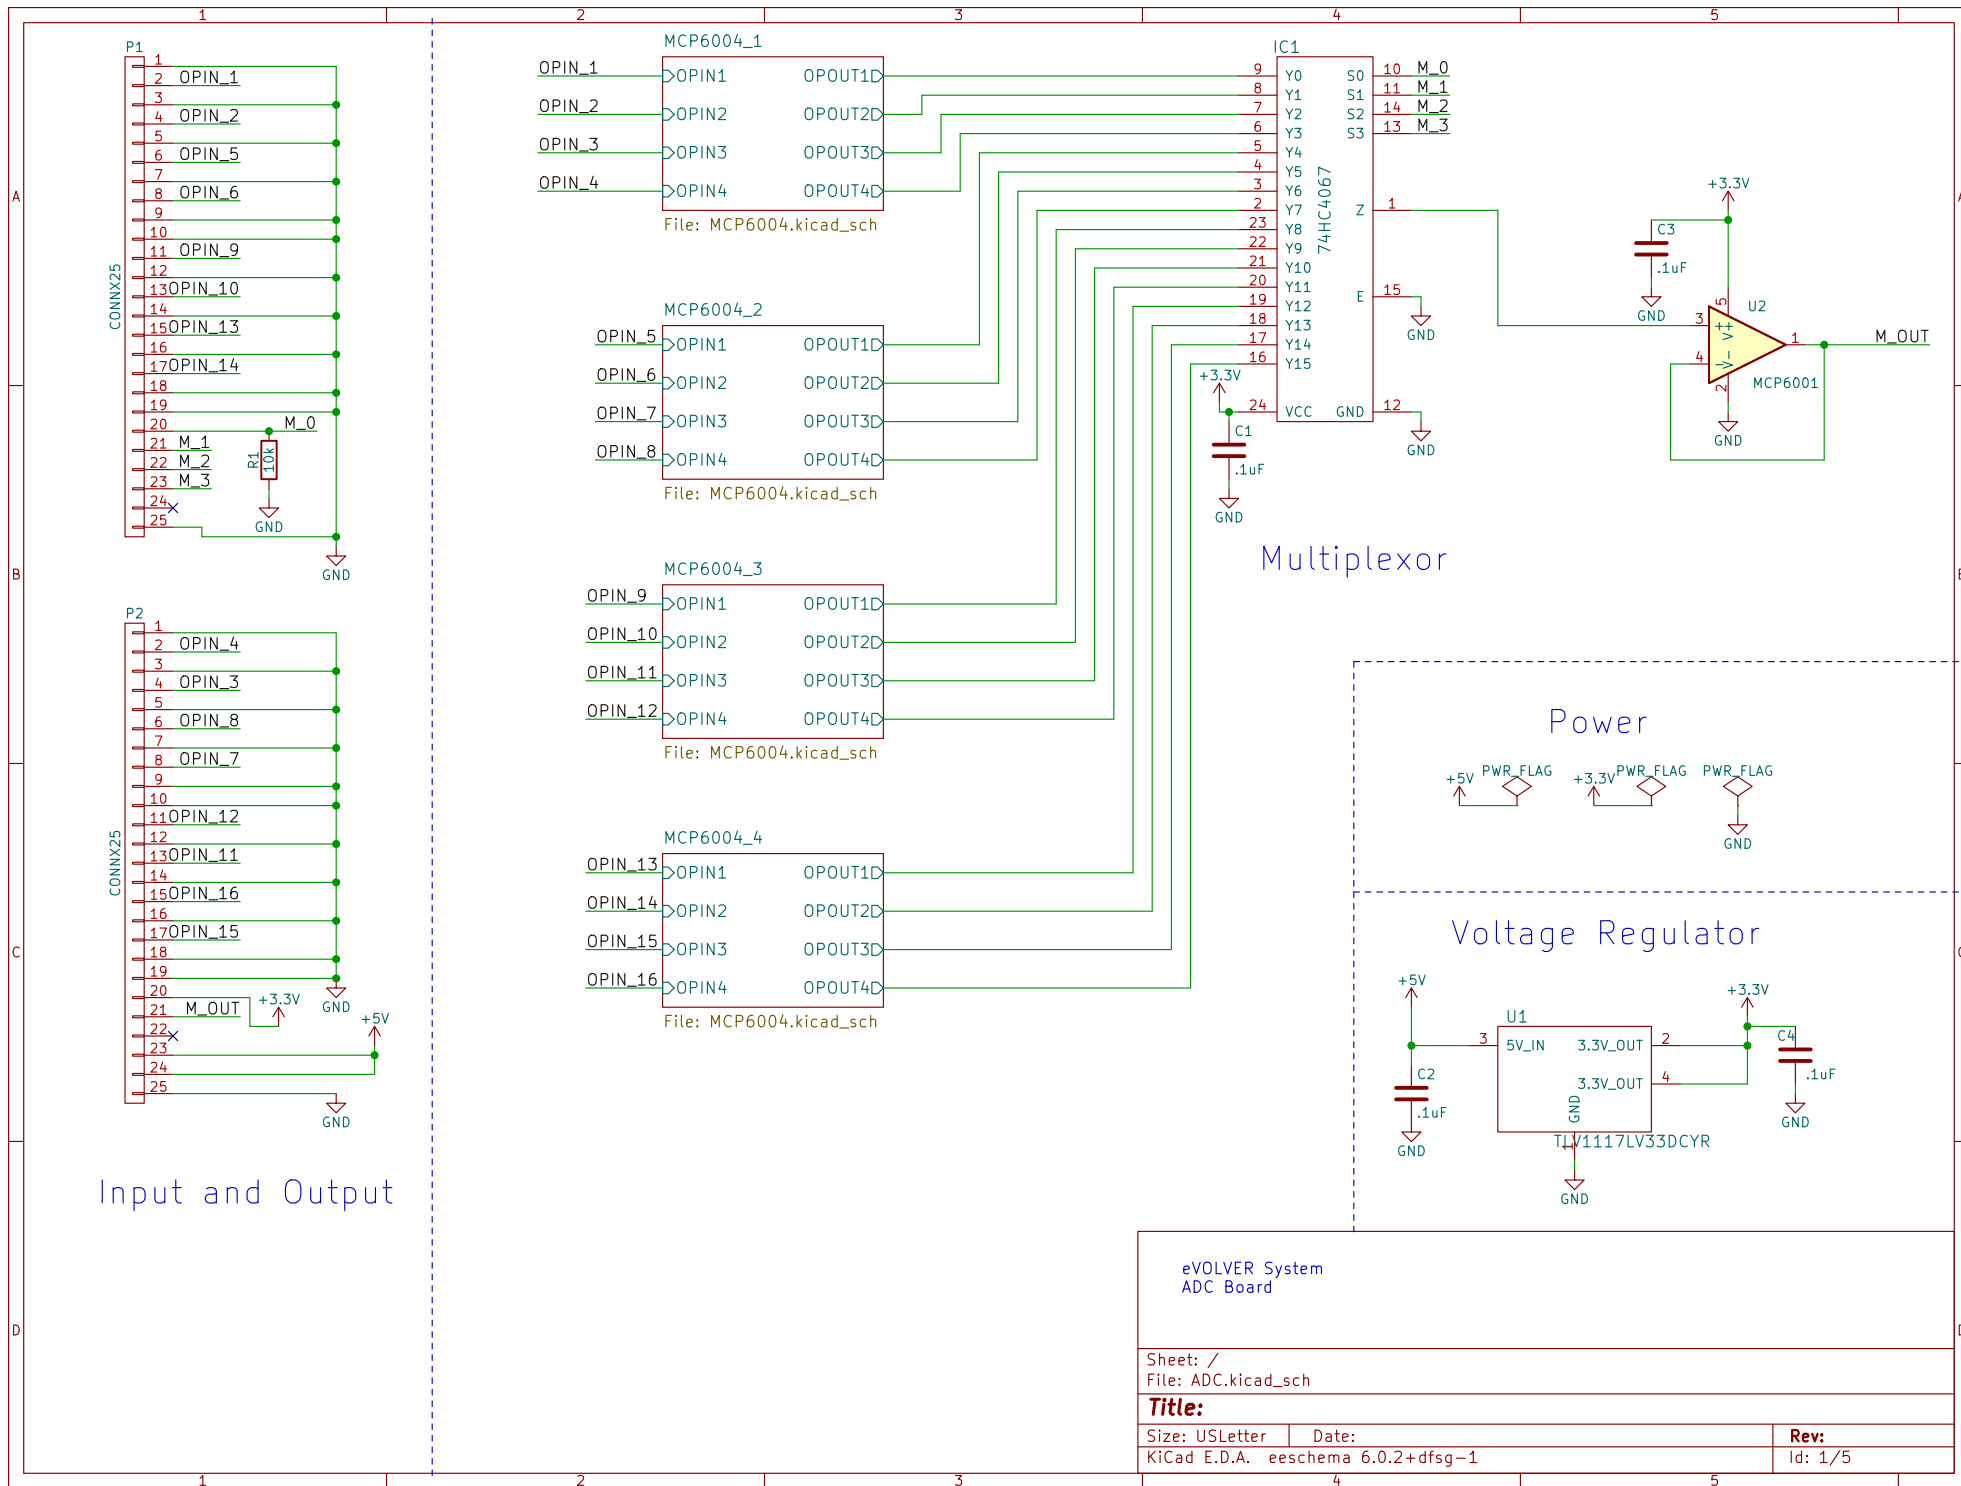 1 2 3 4 5
A
B
C
D
P1
CONNX25
1
2 OPIN_1
3
4 OPIN_2
5
6 OPIN_5
7
8 OPIN_6
9
10
11 OPIN_9
12
13 OPIN_10
14
15 OPIN_13
16
17 OPIN_14
18
19
20 M_0
21 M_1
22 M_2
23 M_3
24
25
R1
10k
GND
GND
P2
CONNX25
1
2 OPIN_4
3
4 OPIN_3
5
6 OPIN_8
7
8 OPIN_7
9
10
11 OPIN_12
12
13 OPIN_11
14
15 OPIN_16
16
17 OPIN_15
18
19
20 +3.3V
21 M_OUT
22
23
24
25
GND
+5V
GND
Input and Output
MCP6004_1
OPIN_1 OPIN1 OPOUT1
OPIN_2 OPIN2 OPOUT2
OPIN_3 OPIN3 OPOUT3
OPIN_4 OPIN4 OPOUT4
File: MCP6004.kicad_sch
MCP6004_2
OPIN_5 OPIN1 OPOUT1
OPIN_6 OPIN2 OPOUT2
OPIN_7 OPIN3 OPOUT3
OPIN_8 OPIN4 OPOUT4
File: MCP6004.kicad_sch
MCP6004_3
OPIN_9 OPIN1 OPOUT1
OPIN_10 OPIN2 OPOUT2
OPIN_11 OPIN3 OPOUT3
OPIN_12 OPIN4 OPOUT4
File: MCP6004.kicad_sch
MCP6004_4
OPIN_13 OPIN1 OPOUT1
OPIN_14 OPIN2 OPOUT2
OPIN_15 OPIN3 OPOUT3
OPIN_16 OPIN4 OPOUT4
File: MCP6004.kicad_sch
IC1
74HC4067
9 Y0 S0 10 M_0
8 Y1 S1 11 M_1
7 Y2 S2 14 M_2
6 Y3 S3 13 M_3
5 Y4
4 Y5
3 Y6
2 Y7 Z 1
23 Y8
22 Y9
21 Y10
20 Y11
19 Y12 E 15
18 Y13
17 Y14
16 Y15
24 VCC GND 12
GND
GND
+3.3V
C1
.1uF
GND
Multiplexor
+3.3V
C3
.1uF
GND
U2
5
3 + V+
4 - V-
2
1
MCP6001
GND
M_OUT
Power
+5V PWR_FLAG
+3.3V PWR_FLAG
PWR_FLAG
GND
Voltage Regulator
+5V
C2
.1uF
GND
U1
3 5V_IN 3.3V_OUT 2
3.3V_OUT 4
GND
1
TLV1117LV33DCYR
GND
+3.3V
C4
.1uF
GND
eVOLVER System
ADC Board
Sheet: /
File: ADC.kicad_sch
Title:
Size: USLetter Date: Rev:
KiCad E.D.A. eeschema 6.0.2+dfsg-1 Id: 1/5
1 2 3 4 5